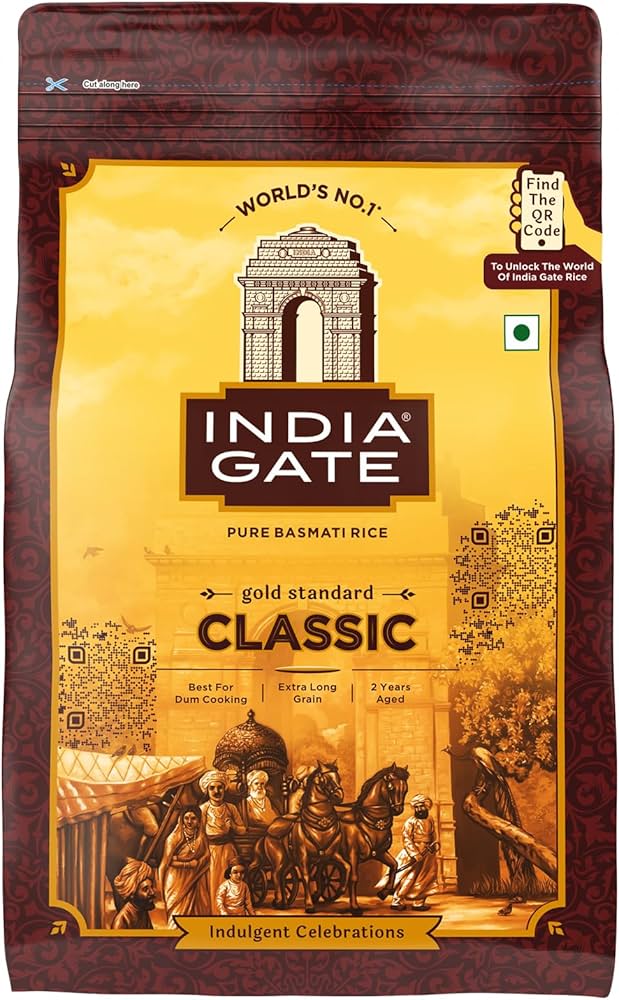 Cut along here
WORLD'S NO.1*
Find
The
QR
Code
To Unlock The World
Of India Gate Rice
INDIA
INDIA®
GATE
PURE BASMATI RICE
gold standard
CLASSIC
Best For
Dum Cooking
Extra Long
Grain
2 Years
Aged
Indulgent Celebrations